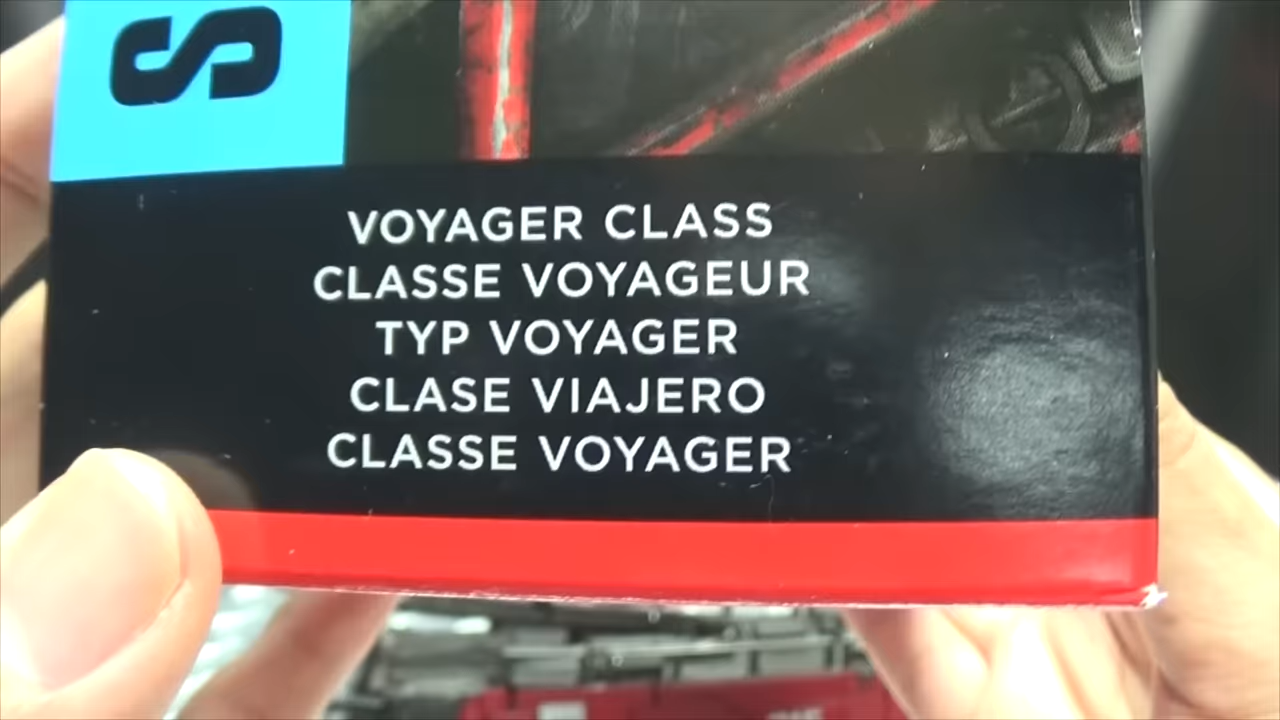 S
VOYAGER CLASS
CLASSE VOYAGEUR
TYP VOYAGER
CLASE VIAJERO
CLASSE VOYAGER